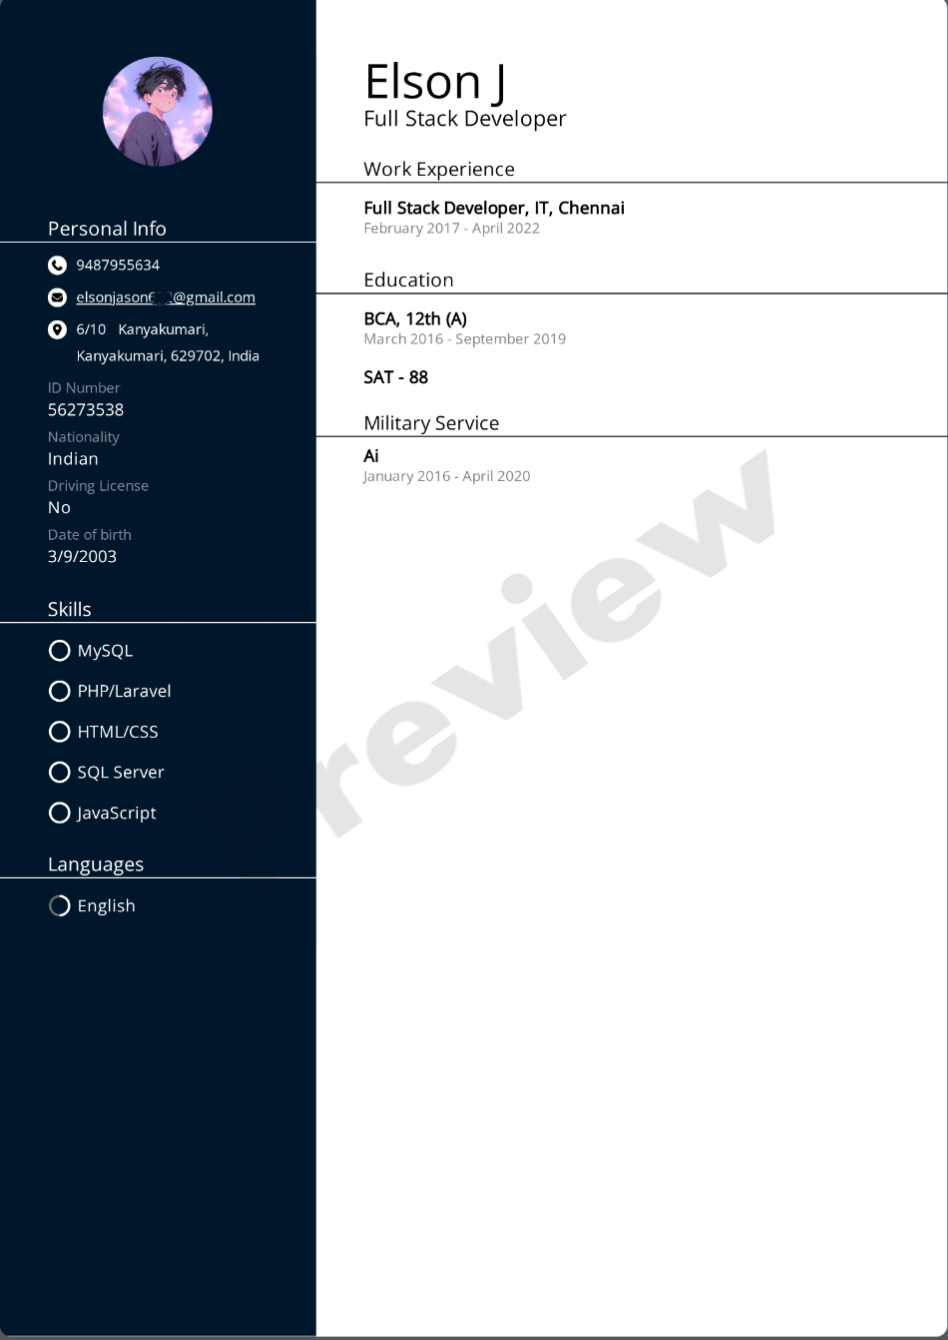 Elson J
Full Stack Developer
Work Experience
Full Stack Developer, IT, Chennai
February 2017 - April 2022
Education
BCA, 12th (A)
March 2016 - September 2019
SAT - 88
Military Service
Ai
January 2016 - April 2020
Personal Info
9487955634
@gmail.com
6/10 Kanyakumari,
Kanyakumari, 629702, India
ID Number
56273538
Nationality
Indian
Driving License
No
Date of birth
3/9/2003
Skills
MySQL
PHP/Laravel
HTML/CSS
SQL Server
JavaScript
Languages
English
preview